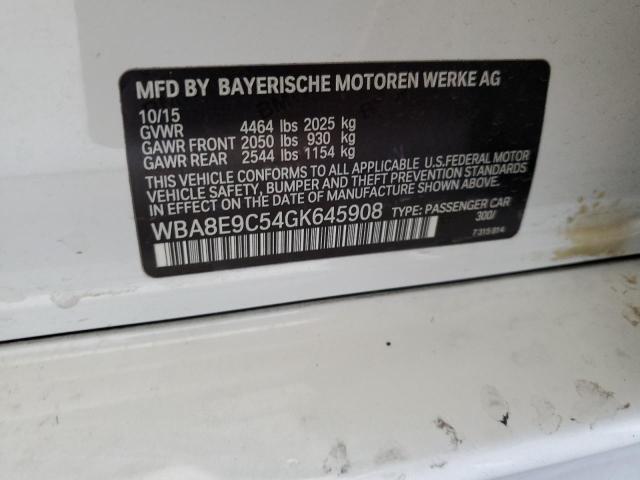 MFD BY BAYERISCHE MOTOREN WERKE AG
10/15
GVWR 4464 lbs 2025 kg
GAWR FRONT 2050 lbs 930 kg
GAWR REAR 2544 lbs 1154 kg
THIS VEHICLE CONFORMS TO ALL APPLICABLE U.S.FEDERAL MOTOR
VEHICLE SAFETY, BUMPER AND THEFT PREVENTION STANDARDS
IN EFFECT ON THE DATE OF MANUFACTURE SHOWN ABOVE.
WBA8E9C54GK645908 TYPE: PASSENGER CAR
300/
7315814